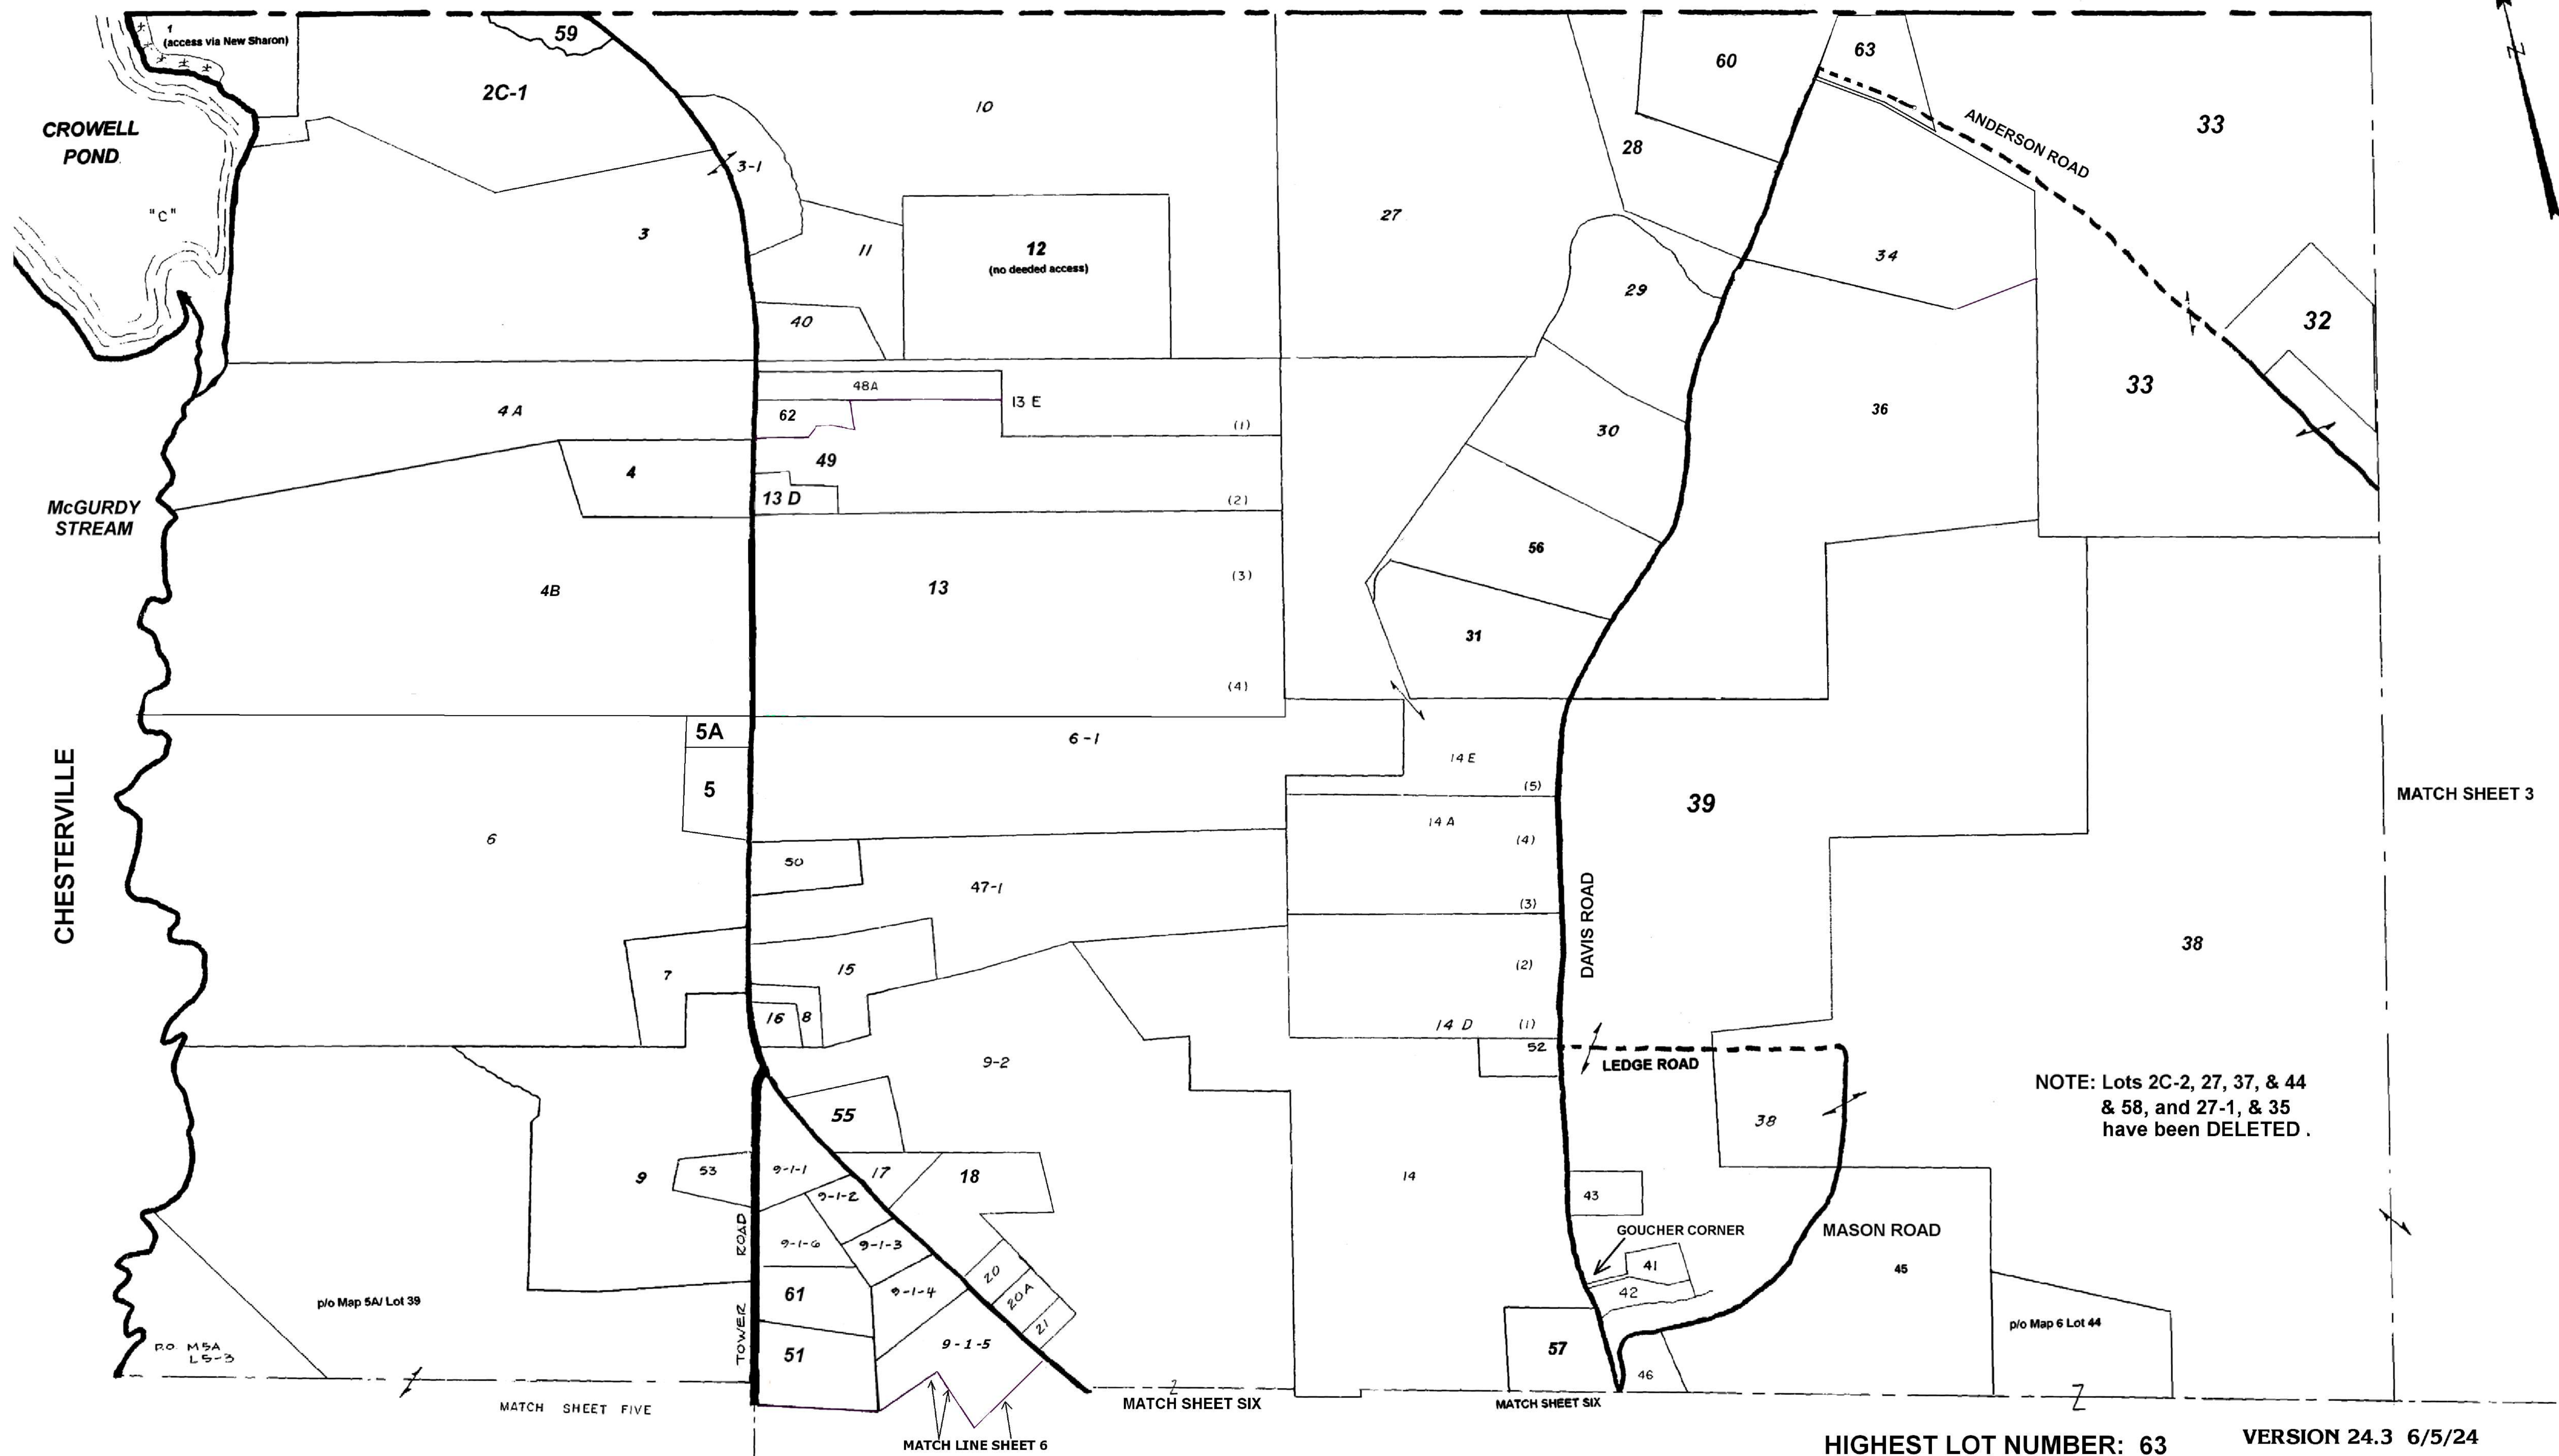 1
(access via New Sharon)
59
60
63
2C-1
10
CROWELL
POND
ANDERSON ROAD
33
28
3-1
"C"
27
3
11
12
(no deeded access)
34
29
40
32
48A
13 E
33
4A
62
(1)
36
30
49
4
13 D
(2)
McGURDY
STREAM
56
4B
13
(3)
31
(4)
5A
6-1
14 E
5
(5)
39
MATCH SHEET 3
14 A
6
(4)
50
47-1
(3)
CHESTERVILLE
DAVIS ROAD
38
7
15
(2)
16
8
14 D
(1)
52
9-2
LEDGE ROAD
NOTE: Lots 2C-2, 27, 37, & 44
& 58, and 27-1, & 35
have been DELETED .
55
38
9
53
9-1-1
17
18
14
9-1-2
43
GOUCHER CORNER
MASON ROAD
TOWER ROAD
9-1-6
9-1-3
41
45
20
61
9-1-4
20A
42
p/o Map 5A/ Lot 39
21
p/o Map 6 Lot 44
P.O. M5A
L5-3
51
9-1-5
57
46
MATCH SHEET FIVE
MATCH SHEET SIX
MATCH SHEET SIX
MATCH LINE SHEET 6
HIGHEST LOT NUMBER: 63
VERSION 24.3 6/5/24